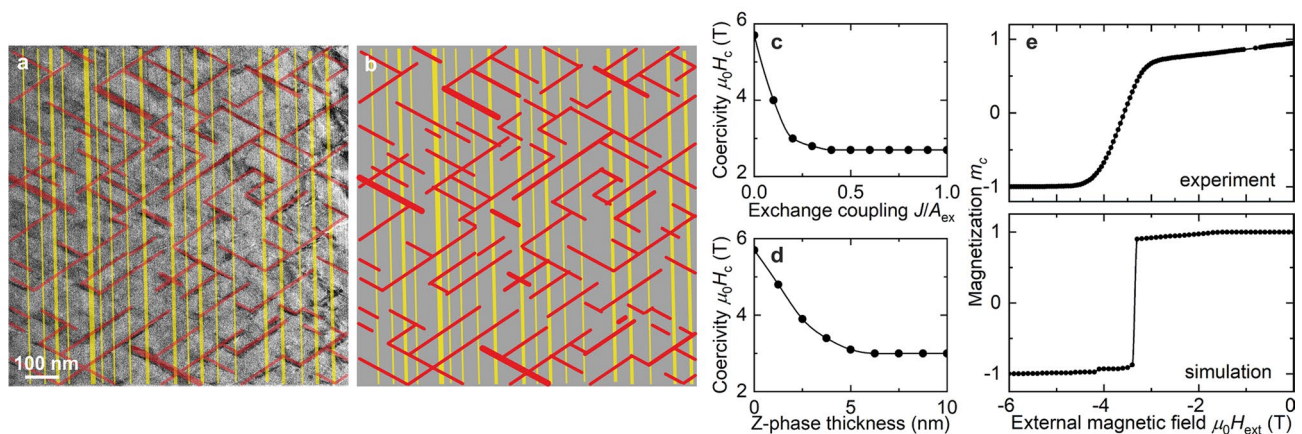 a
100 nm
b
c
Coercivity μ₀Hc (T)
6
4
2
0.0
0.5
1.0
Exchange coupling J/Aex
d
Coercivity μ₀Hc (T)
6
4
2
0
5
10
Z-phase thickness (nm)
e
Magnetization mc
1
0
-1
experiment
1
0
-1
simulation
-6
-4
-2
0
External magnetic field μ₀Hext (T)